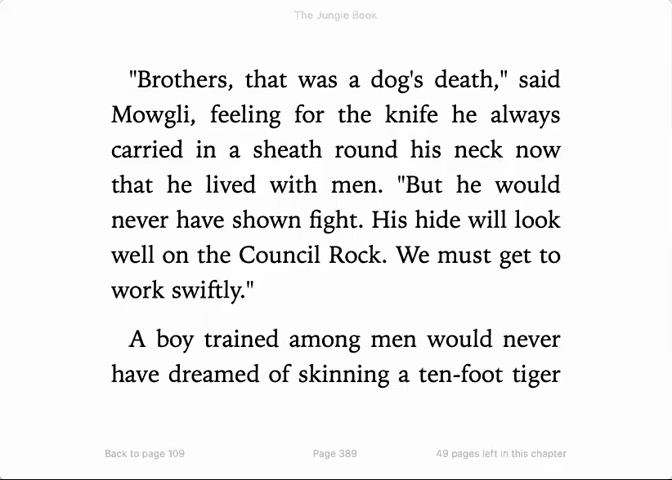 The Jungle Book
"Brothers, that was a dog's death," said
Mowgli, feeling for the knife he always
carried in a sheath round his neck now
that he lived with men. "But he would
never have shown fight. His hide will look
well on the Council Rock. We must get to
work swiftly."
A boy trained among men would never
have dreamed of skinning a ten-foot tiger
Back to page 109
Page 389
49 pages left in this chapter